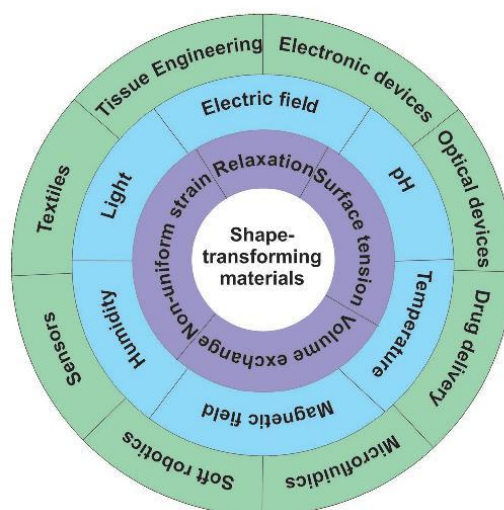 Tissue Engineering
Electronic devices
Optical devices
Drug delivery
Microfluidics
Soft robotics
Sensors
Textiles
Electric field
pH
Temperature
Magnetic field
Humidity
Light
Relaxation
Surface tension
Volume exchange
Non-uniform strain
Shape-
transforming
materials